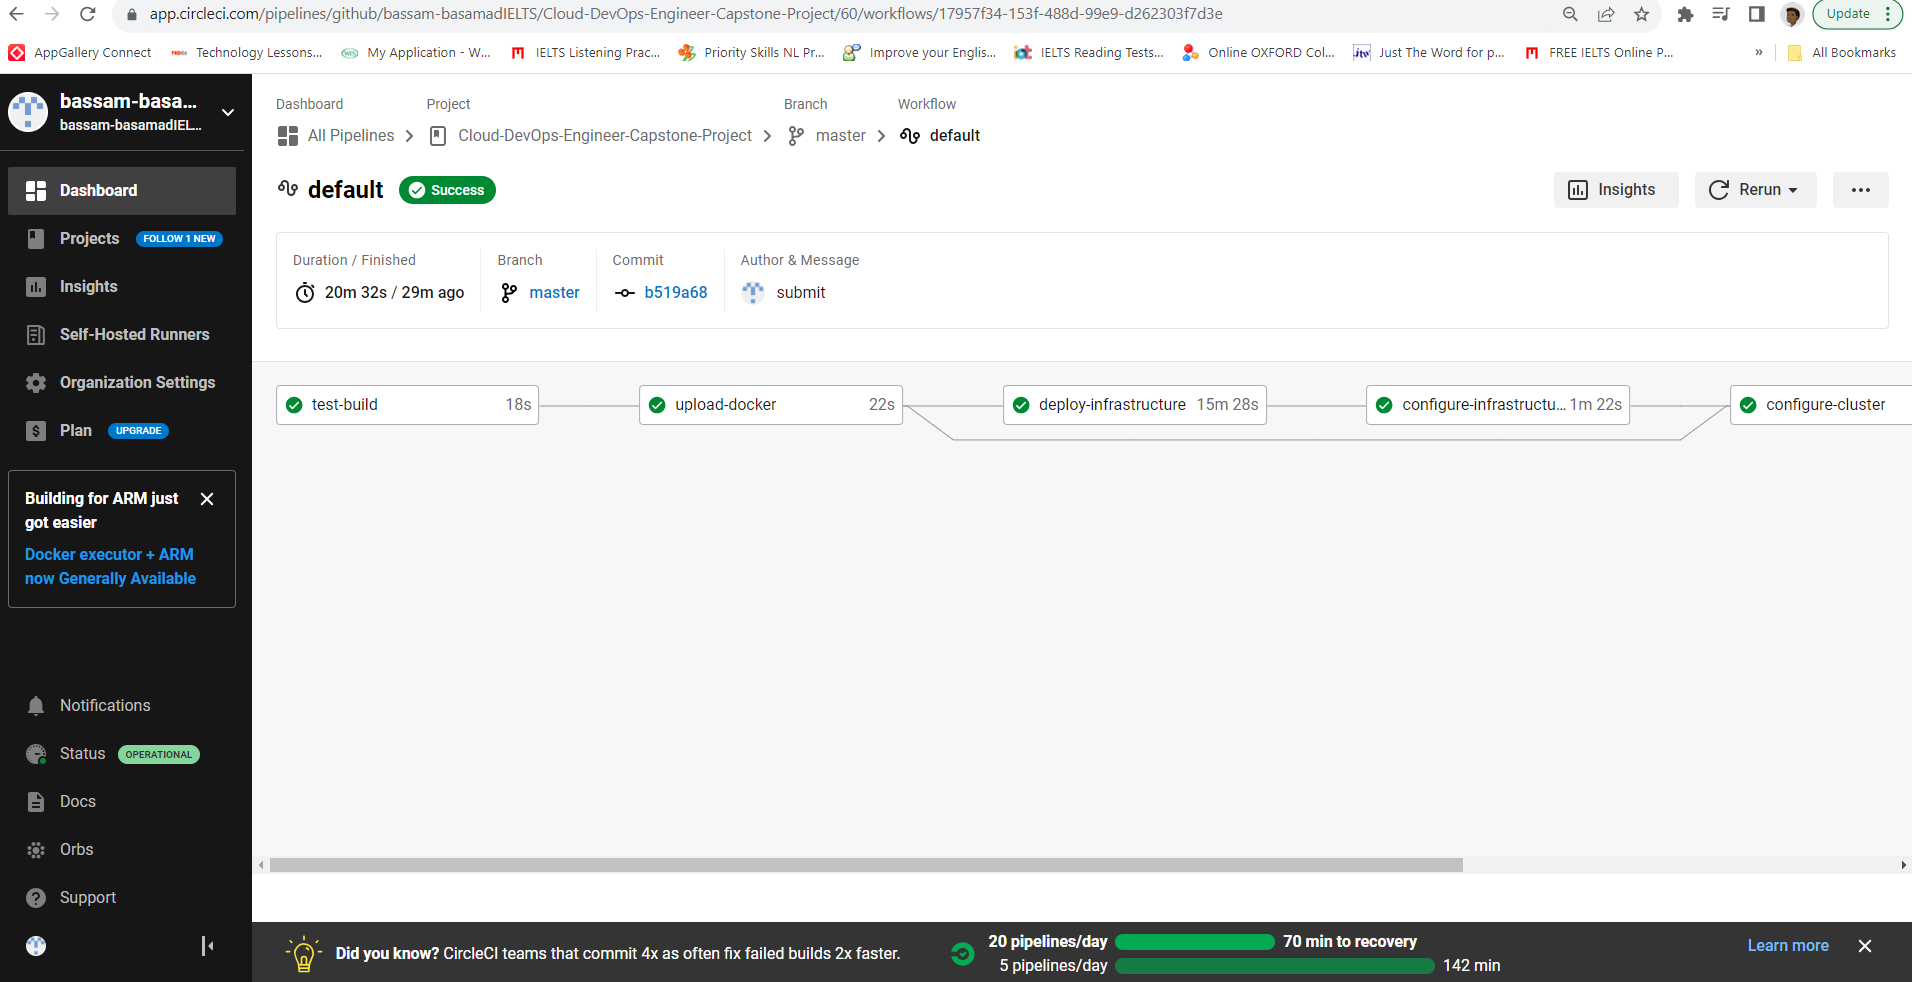 app.circleci.com/pipelines/github/bassam-basamadIELTS/Cloud-DevOps-Engineer-Capstone-Project/60/workflows/17957f34-153f-488d-99e9-d262303f7d3e
Update
AppGallery Connect
Technology Lessons...
My Application - W...
IELTS Listening Prac...
Priority Skills NL Pr...
Improve your Englis...
IELTS Reading Tests...
Online OXFORD Col...
Just The Word for p...
FREE IELTS Online P...
»
All Bookmarks
bassam-basa...
bassam-basamadIEL...
Dashboard
Projects FOLLOW 1 NEW
Insights
Self-Hosted Runners
Organization Settings
Plan UPGRADE
Building for ARM just
got easier
Docker executor + ARM
now Generally Available
Notifications
Status OPERATIONAL
Docs
Orbs
Support
Dashboard Project Branch Workflow
All Pipelines Cloud-DevOps-Engineer-Capstone-Project master default
default Success
Insights Rerun
Duration / Finished Branch Commit Author & Message
20m 32s / 29m ago master b519a68 submit
test-build 18s
upload-docker 22s
deploy-infrastructure 15m 28s
configure-infrastructu... 1m 22s
configure-cluster
Did you know? CircleCI teams that commit 4x as often fix failed builds 2x faster.
20 pipelines/day 70 min to recovery
5 pipelines/day 142 min
Learn more